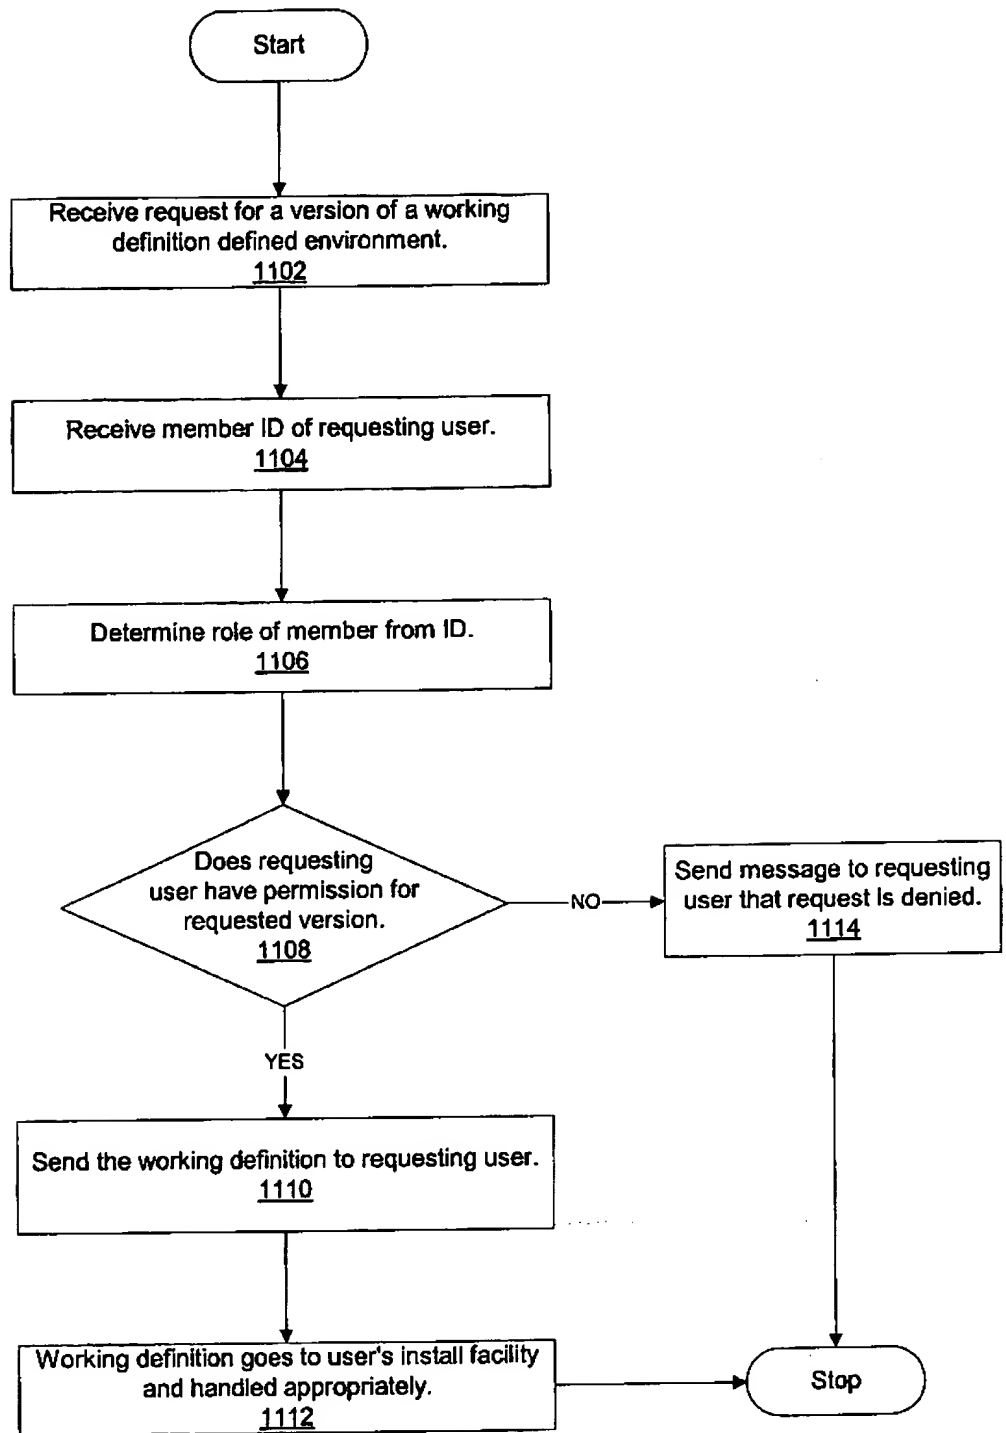 Start
Receive request for a version of a working
definition defined environment.
1102
Receive member ID of requesting user.
1104
Determine role of member from ID.
1106
Does requesting
user have permission for
requested version.
1108
NO
Send message to requesting
user that request is denied.
1114
YES
Send the working definition to requesting user.
1110
Working definition goes to user's install facility
and handled appropriately.
1112
Stop